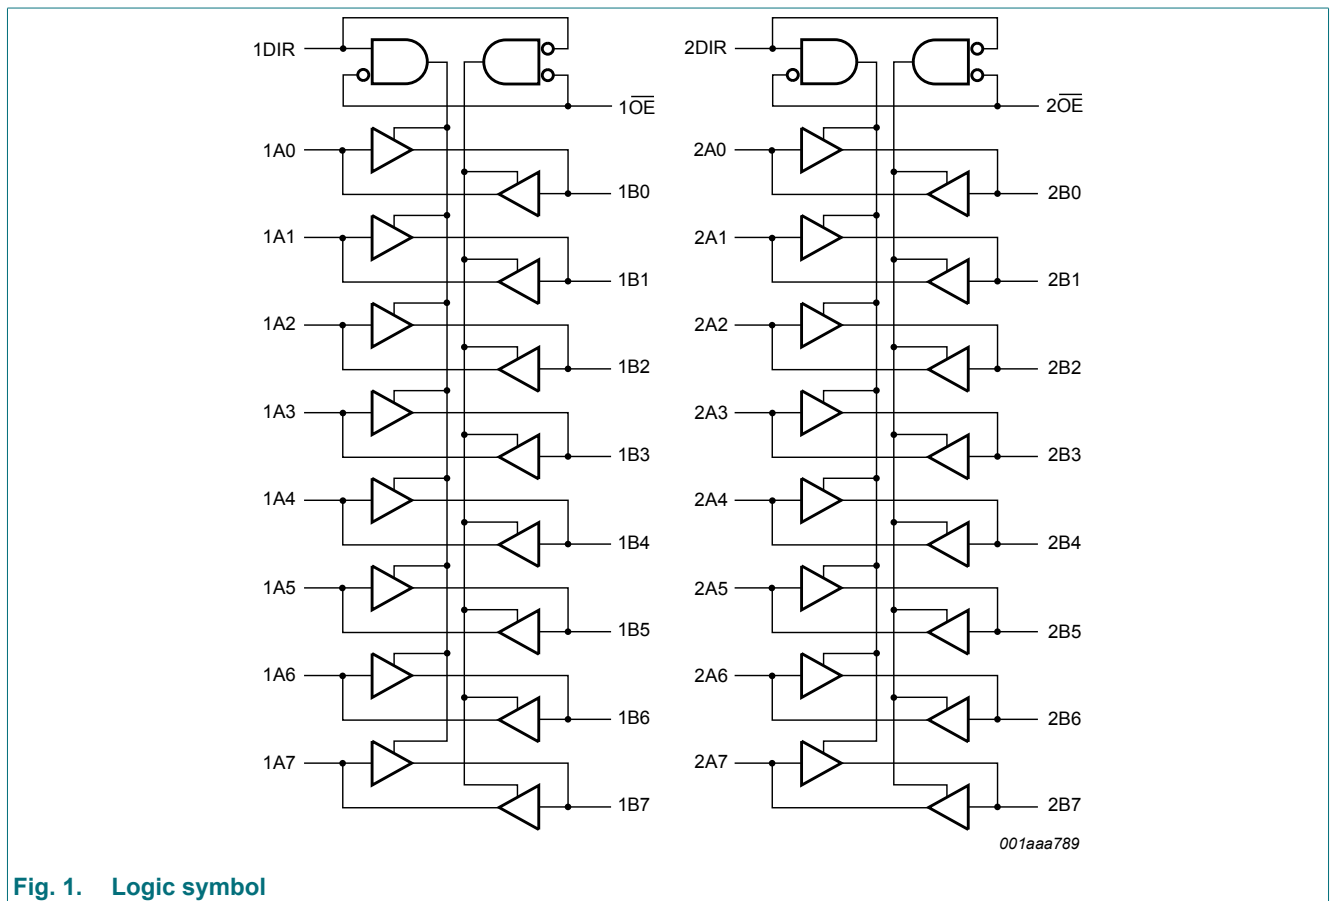 1DIR
1O̅E̅
1A0
1B0
1A1
1B1
1A2
1B2
1A3
1B3
1A4
1B4
1A5
1B5
1A6
1B6
1A7
1B7
2DIR
2O̅E̅
2A0
2B0
2A1
2B1
2A2
2B2
2A3
2B3
2A4
2B4
2A5
2B5
2A6
2B6
2A7
2B7
001aaa789
Fig. 1. Logic symbol